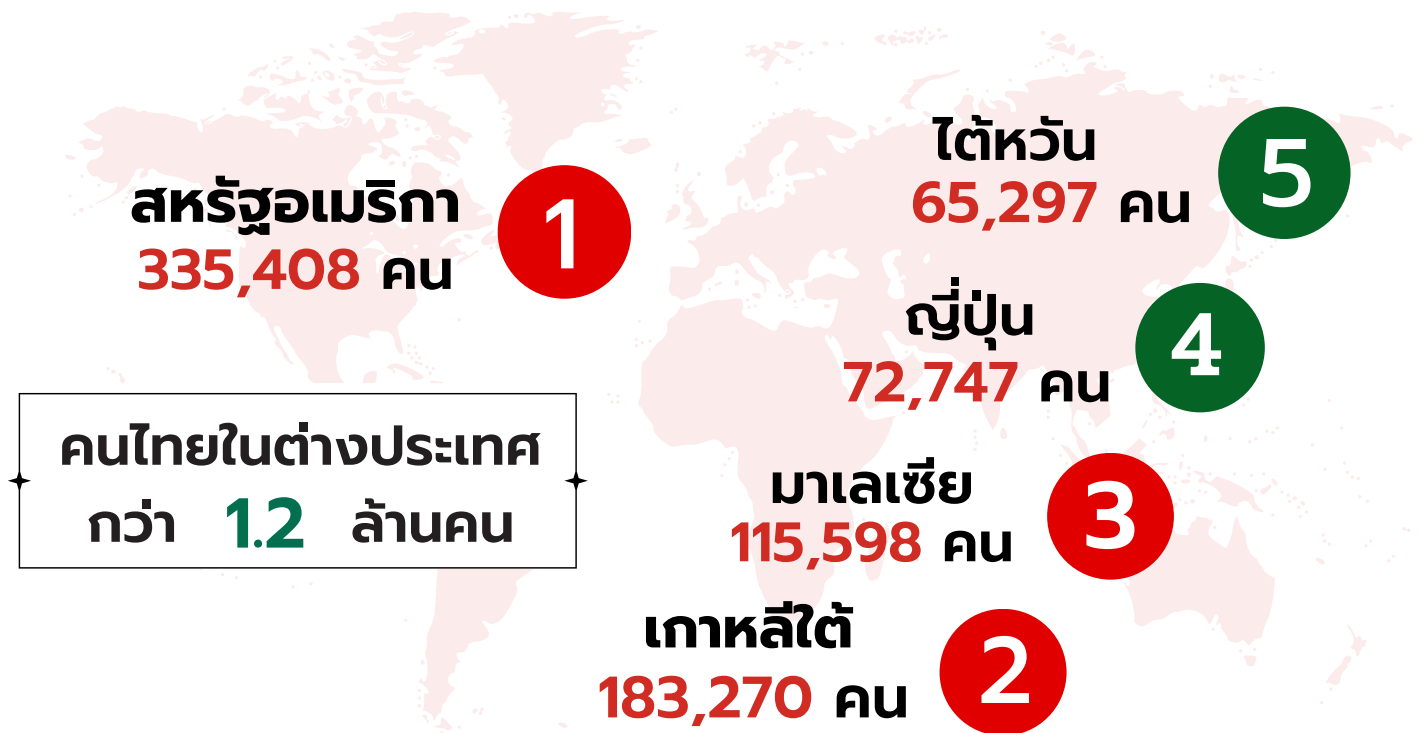 สหรัฐอเมริกา
335,408 คน
1
คนไทยในต่างประเทศ
กว่า 1.2 ล้านคน
ไต้หวัน
65,297 คน
5
ญี่ปุ่น
72,747 คน
4
มาเลเซีย
115,598 คน
3
เกาหลีใต้
183,270 คน
2